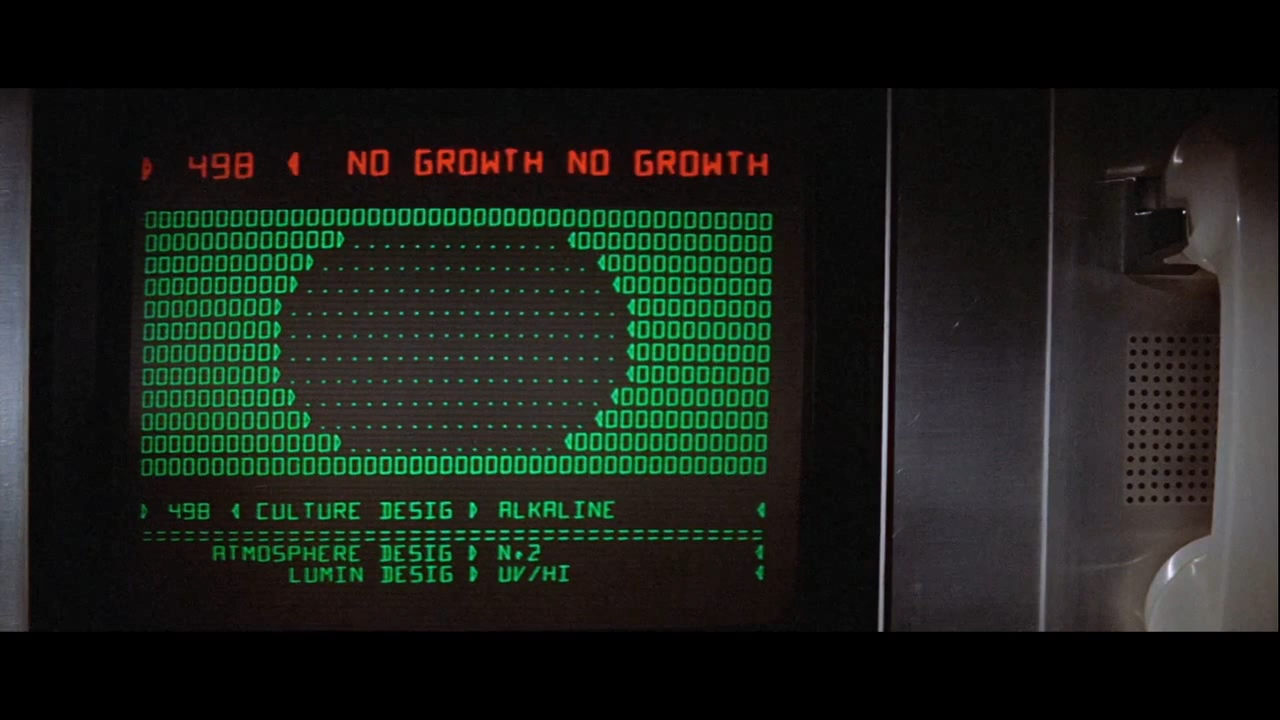 498 NO GROWTH NO GROWTH
498 CULTURE DESIG ALKALINE
ATMOSPHERE DESIG N,2
LUMIN DESIG UV/HI